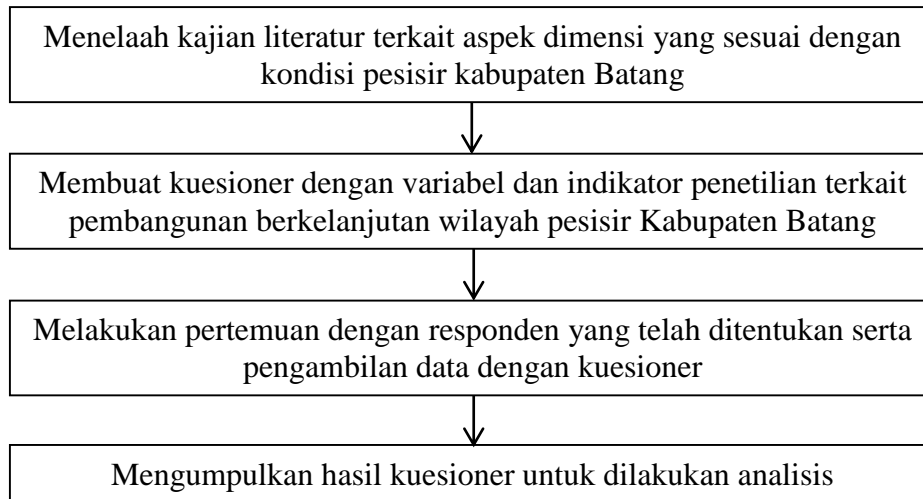 Menelaah kajian literatur terkait aspek dimensi yang sesuai dengan
kondisi pesisir kabupaten Batang
Membuat kuesioner dengan variabel dan indikator penetilian terkait
pembangunan berkelanjutan wilayah pesisir Kabupaten Batang
Melakukan pertemuan dengan responden yang telah ditentukan serta
pengambilan data dengan kuesioner
Mengumpulkan hasil kuesioner untuk dilakukan analisis